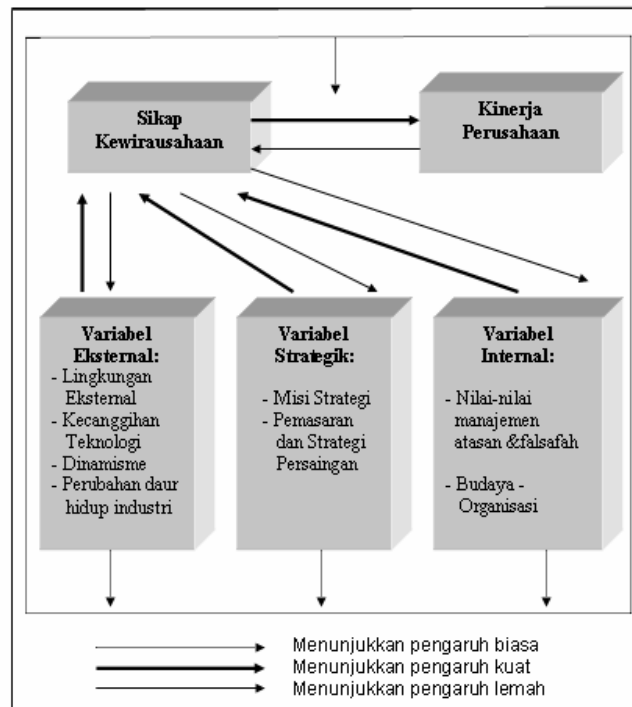 Sikap
Kewirausahaan
Kinerja
Perusahaan
Variabel
Eksternal:
- Lingkungan
Eksternal
- Kecanggihan
Teknologi
- Dinamisme
- Perubahan daur
hidup industri
Variabel
Strategik:
- Misi Strategi
- Pemasaran
dan Strategi
Persaingan
Variabel
Internal:
- Nilai-nilai
manajemen
atasan &falsafah
- Budaya -
Organisasi
Menunjukkan pengaruh biasa
Menunjukkan pengaruh kuat
Menunjukkan pengaruh lemah